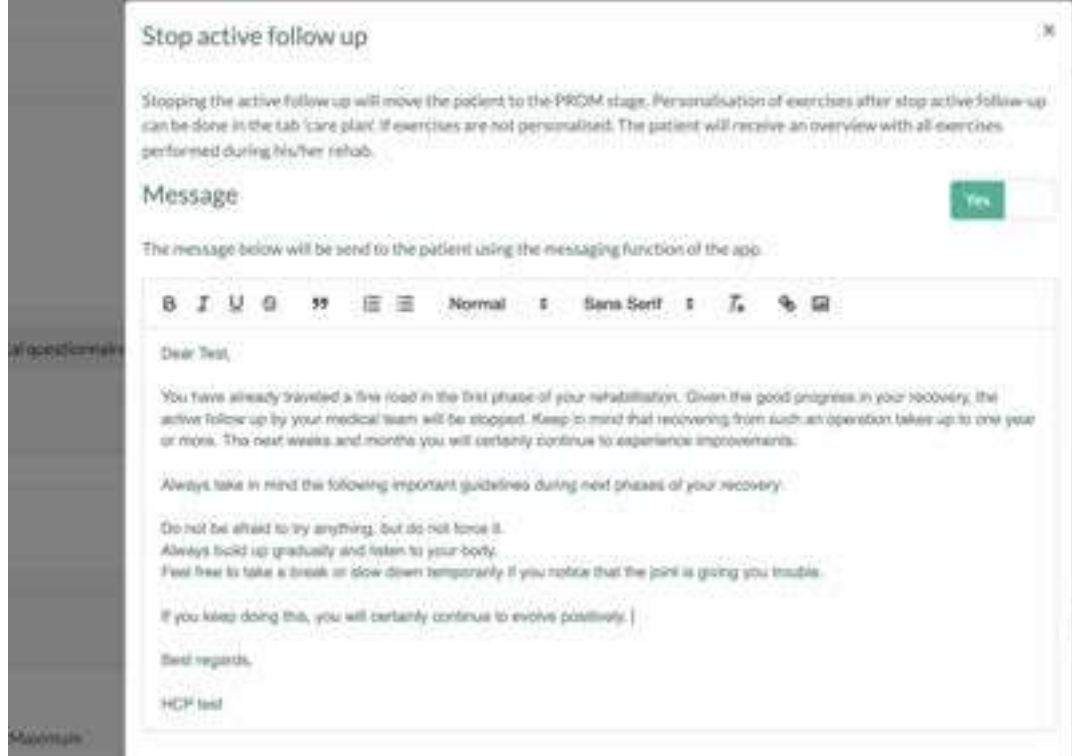 Stop active follow up
×
Stopping the active follow up will move the patient to the PROM stage. Personalisation of exercises after stop active follow-up
can be done in the tab 'care plan'. If exercises are not personalised. The patient will receive an overview with all exercises
performed during his/her rehab.
Message
Yes
The message below will be send to the patient using the messaging function of the app.
B I U S Normal Sans Serif
Dear Test,
al questionnaire
You have already traveled a fine road in the first phase of your rehabilitation. Given the good progress in your recovery, the
active follow up by your medical team will be stopped. Keep in mind that recovering from such an operation takes up to one year
or more. The next weeks and months you will certainly continue to experience improvements.
Always take in mind the following important guidelines during next phases of your recovery:
Do not be afraid to try anything, but do not force it.
Always build up gradually and listen to your body.
Feel free to take a break or slow down temporarily if you notice that the joint is giving you trouble.
If you keep doing this, you will certainly continue to evolve positively.
Best regards,
HCP test
Maximum